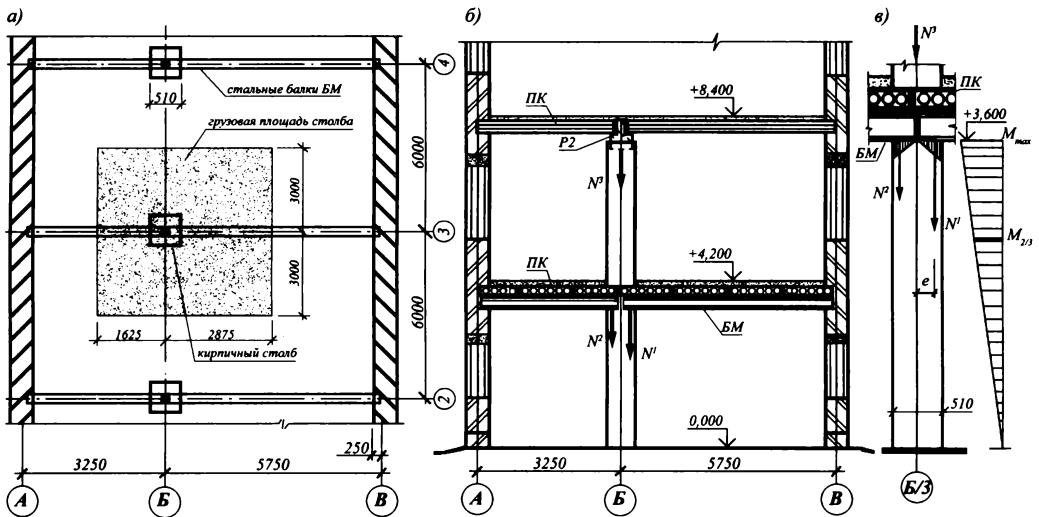 а)
510
стальные балки БМ
грузовая площадь столба
3000
3000
1625
2875
кирпичный столб
6000
6000
4
3
2
250
3250
5750
А
Б
В
б)
ПК
+8,400
Р2
N³
ПК
+4,200
N²
N¹
БМ
0,000
3250
5750
А
Б
В
в)
N³
ПК
+3,600
M max
БМ
N²
N¹
M 2/3
e
510
Б/3